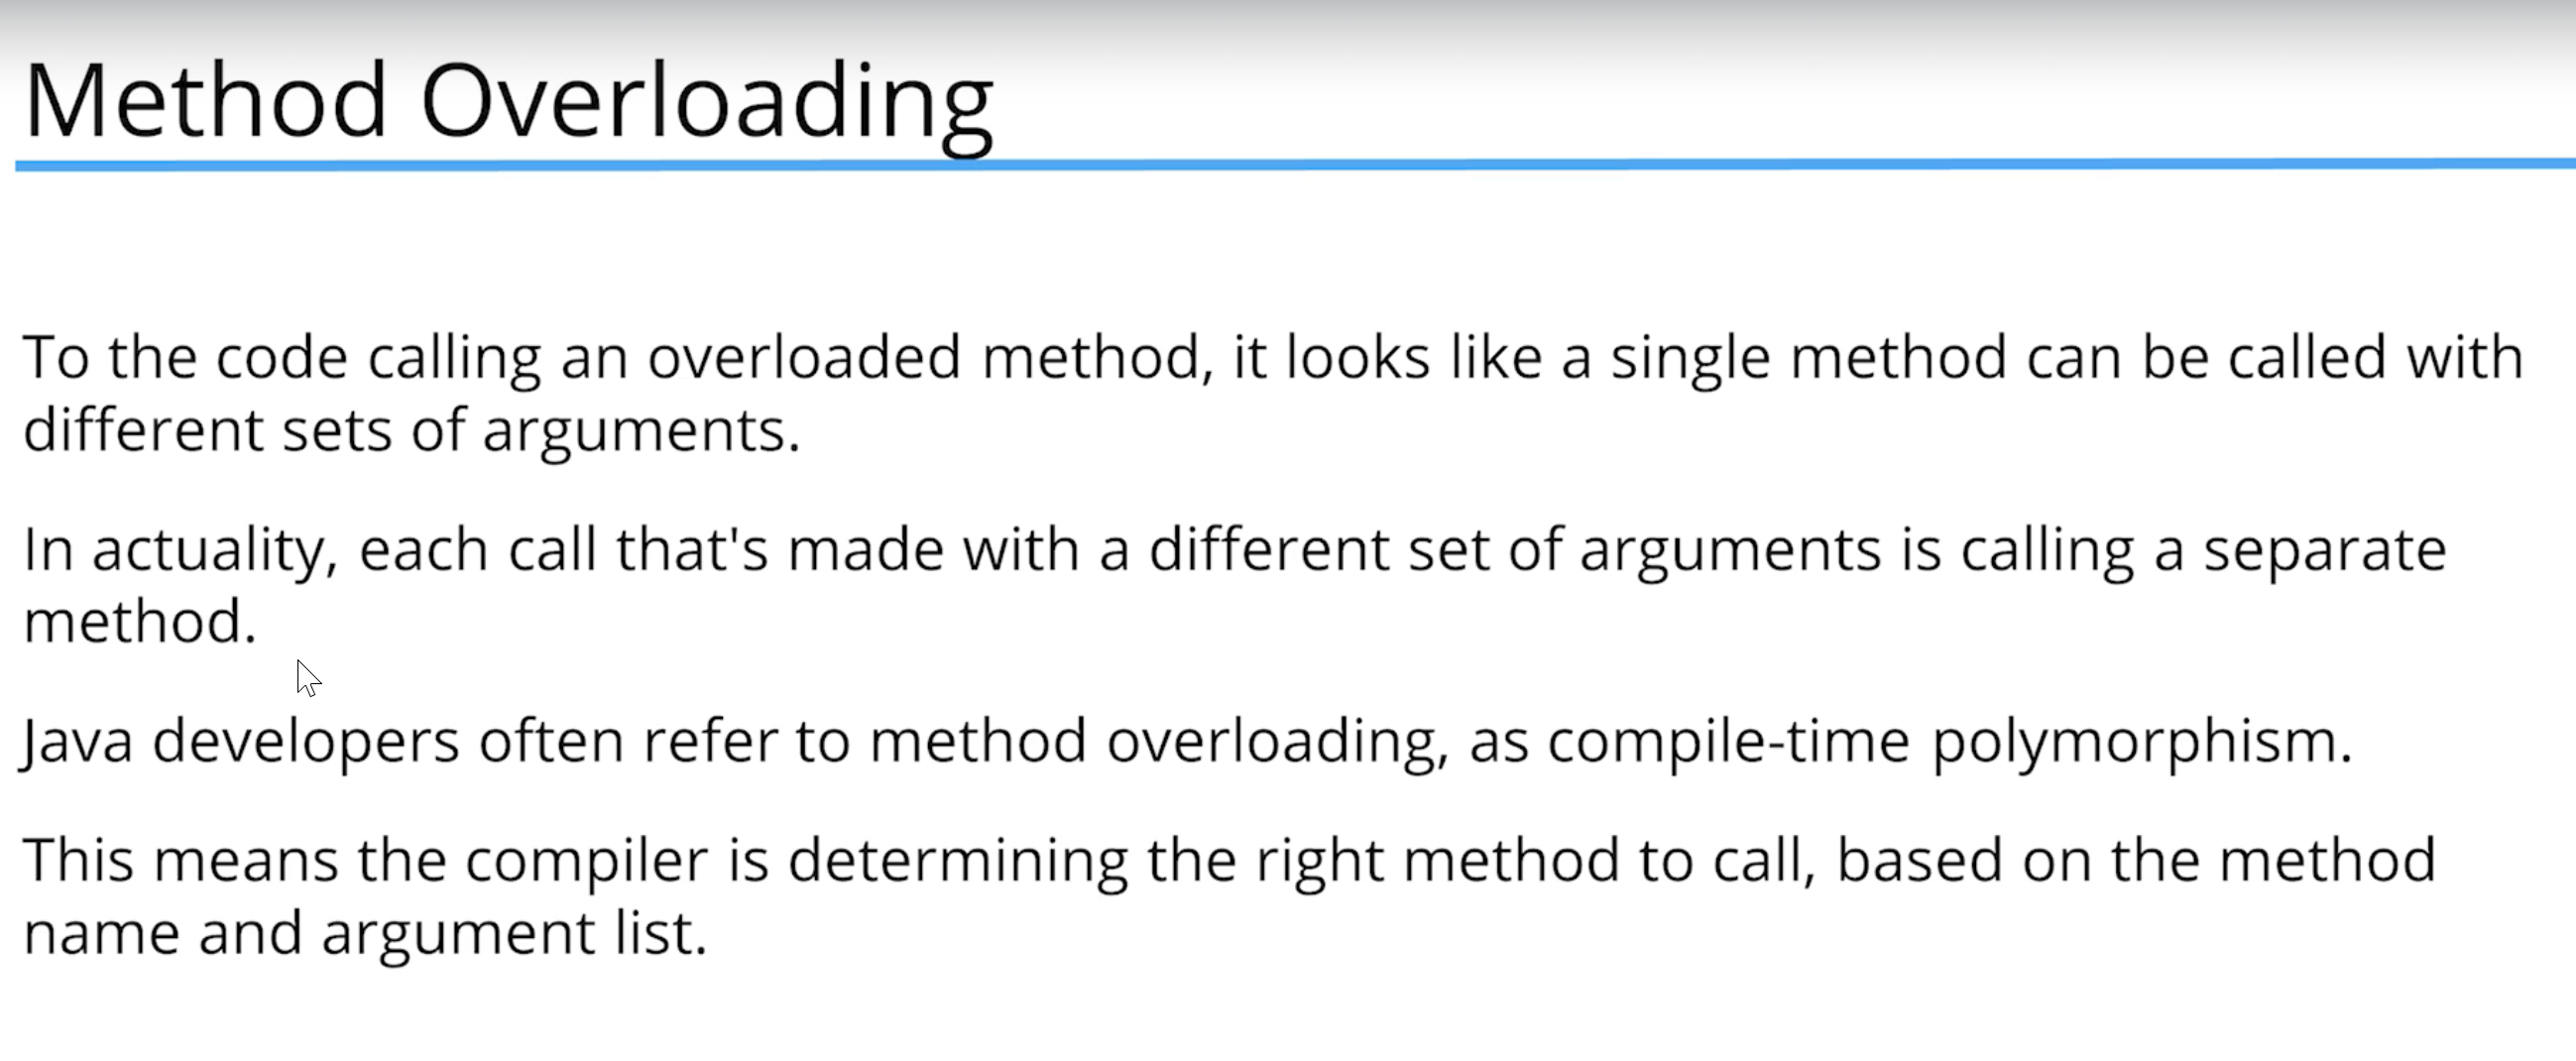 Method Overloading
To the code calling an overloaded method, it looks like a single method can be called with
different sets of arguments.
In actuality, each call that's made with a different set of arguments is calling a separate
method.
Java developers often refer to method overloading, as compile-time polymorphism.
This means the compiler is determining the right method to call, based on the method
name and argument list.